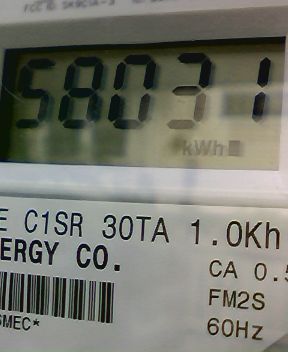 58031
kWh
E C1SR 30TA 1.0Kh
ERGY CO.
CA 0.5
FM2S
60Hz
SMEC*